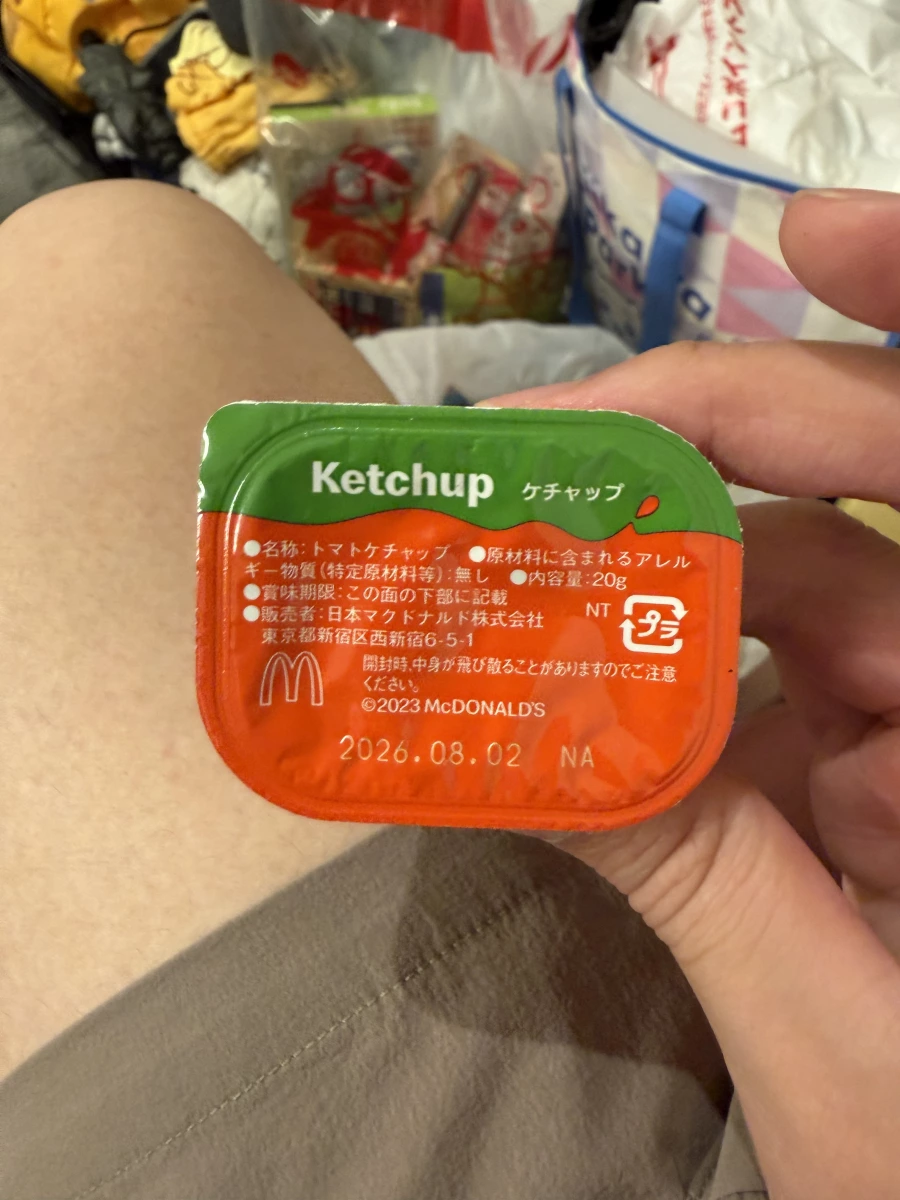 Ketchup ケチャップ
●名称：トマトケチャップ ●原材料に含まれるアレル
ギー物質（特定原材料等）：無し ●内容量：20g
●賞味期限：この面の下部に記載
●販売者：日本マクドナルド株式会社
東京都新宿区西新宿6-5-1
NT プラ
開封時、中身が飛び散ることがありますのでご注意
ください。
©2023 McDONALD'S
2026.08.02 NA